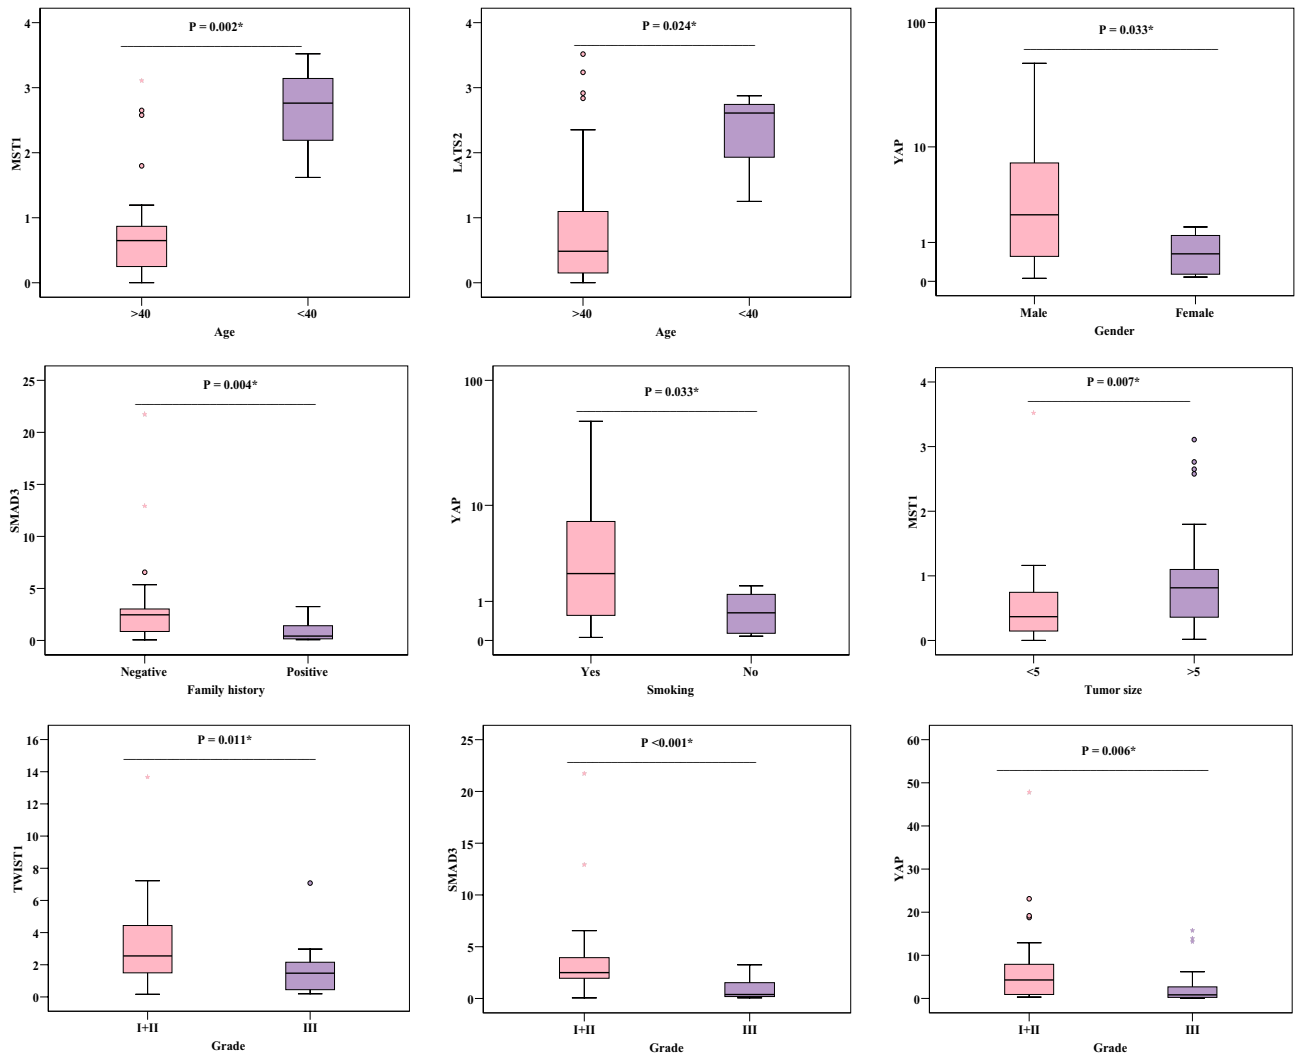 P = 0.002*
4
3
2
1
0
MST1
>40
<40
Age
P = 0.024*
4
3
2
1
0
LATS2
>40
<40
Age
P = 0.033*
100
10
1
0
YAP
Male
Female
Gender
P = 0.004*
25
20
15
10
5
0
SMAD3
Negative
Positive
Family history
P = 0.033*
100
10
1
0
YAP
Yes
No
Smoking
P = 0.007*
4
3
2
1
0
MST1
<5
>5
Tumor size
P = 0.011*
16
14
12
10
8
6
4
2
0
TWIST1
I+II
III
Grade
P <0.001*
25
20
15
10
5
0
SMAD3
I+II
III
Grade
P = 0.006*
60
50
40
30
20
10
0
YAP
I+II
III
Grade